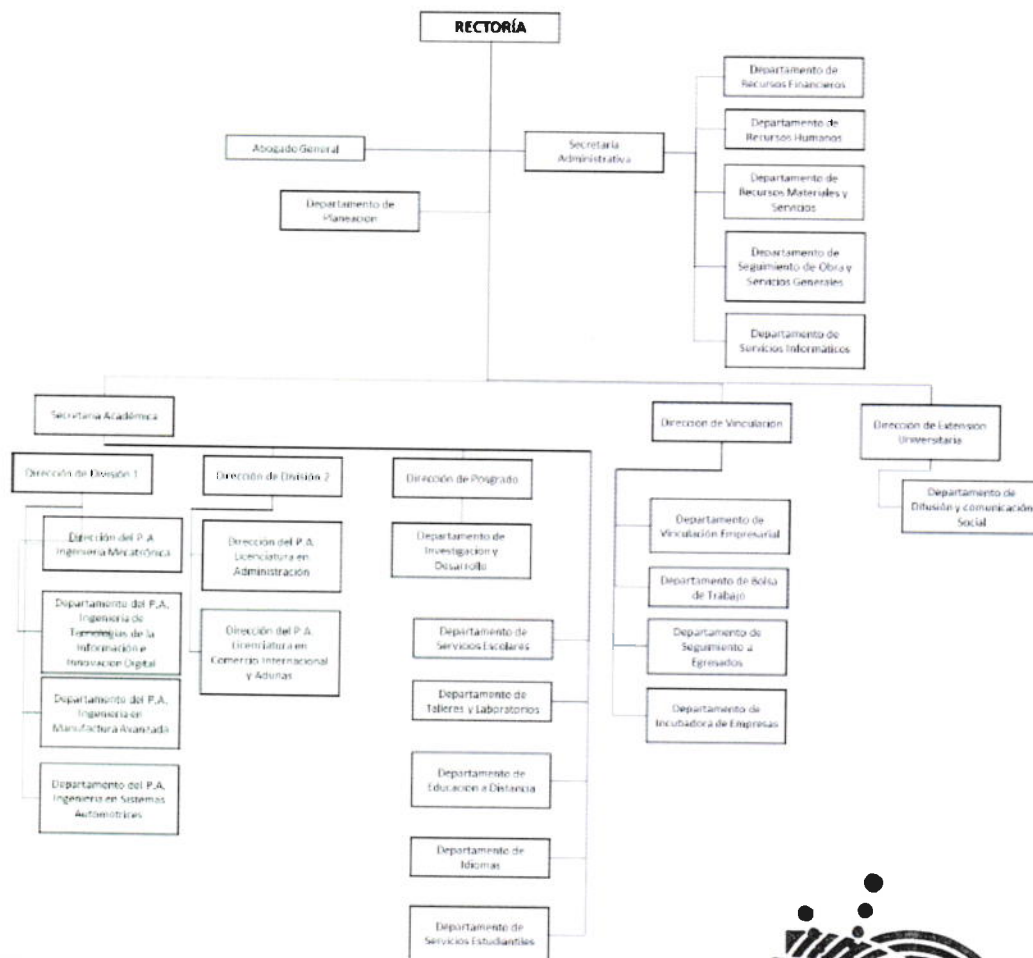 RECTORÍA
Departamento de
Recursos Financieros
Departamento de
Recursos Humanos
Abogado General
Secretaría
Administrativa
Departamento de
Recursos Materiales y
Servicios
Departamento de
Planeación
Departamento de
Seguimiento de Obra y
Servicios Generales
Departamento de
Servicios Informáticos
Secretaría Académica
Dirección de Vinculación
Dirección de Extensión
Universitaria
Dirección de División 1
Dirección de División 2
Dirección de Posgrado
Dirección del P.A.
Ingeniería Mecatrónica
Departamento del P.A.
Ingeniería de
Tecnologías de la
Información e
Innovación Digital
Departamento del P.A.
Ingeniería en
Manufactura Avanzada
Departamento del P.A.
Ingeniería en Sistemas
Automotrices
Dirección del P.A.
Licenciatura en
Administración
Dirección del P.A.
Licenciatura en
Comercio Internacional
y Adunas
Departamento de
Investigación y
Desarrollo
Departamento de
Servicios Escolares
Departamento de
Talleres y Laboratorios
Departamento de
Educación a Distancia
Departamento de
Idiomas
Departamento de
Servicios Estudiantiles
Departamento de
Vinculación Empresarial
Departamento de Bolsa
de Trabajo
Departamento de
Seguimiento a
Egresados
Departamento de
Incubadora de Empresas
Departamento de
Difusión y comunicación
Social